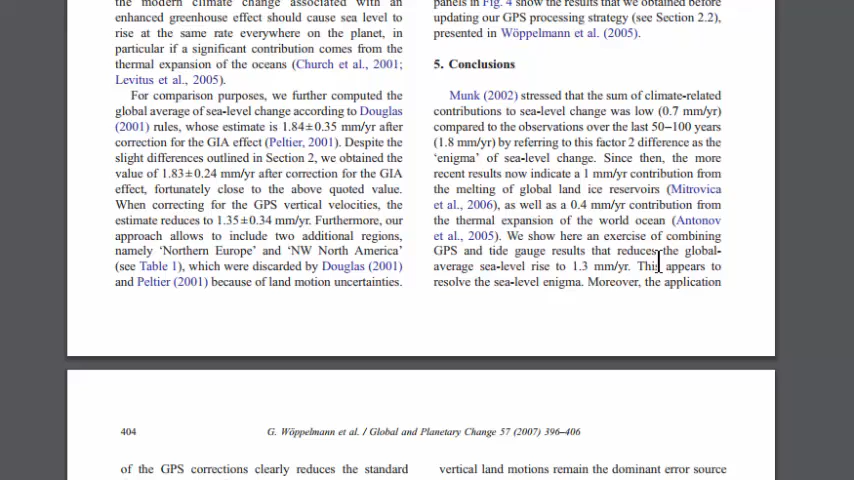 the modern climate change associated with an
enhanced greenhouse effect should cause sea level to
rise at the same rate everywhere on the planet, in
particular if a significant contribution comes from the
thermal expansion of the oceans (Church et al., 2001;
Levitus et al., 2005).
For comparison purposes, we further computed the
global average of sea-level change according to Douglas
(2001) rules, whose estimate is 1.84±0.35 mm/yr after
correction for the GIA effect (Peltier, 2001). Despite the
slight differences outlined in Section 2, we obtained the
value of 1.83±0.24 mm/yr after correction for the GIA
effect, fortunately close to the above quoted value.
When correcting for the GPS vertical velocities, the
estimate reduces to 1.35±0.34 mm/yr. Furthermore, our
approach allows to include two additional regions,
namely ‘Northern Europe’ and ‘NW North America’
(see Table 1), which were discarded by Douglas (2001)
and Peltier (2001) because of land motion uncertainties.
panels in Fig. 4 show the results that we obtained before
updating our GPS processing strategy (see Section 2.2),
presented in Wöppelmann et al. (2005).
5. Conclusions
Munk (2002) stressed that the sum of climate-related
contributions to sea-level change was low (0.7 mm/yr)
compared to the observations over the last 50–100 years
(1.8 mm/yr) by referring to this factor 2 difference as the
‘enigma’ of sea-level change. Since then, the more
recent results now indicate a 1 mm/yr contribution from
the melting of global land ice reservoirs (Mitrovica
et al., 2006), as well as a 0.4 mm/yr contribution from
the thermal expansion of the world ocean (Antonov
et al., 2005). We show here an exercise of combining
GPS and tide gauge results that reduces the global-
average sea-level rise to 1.3 mm/yr. This appears to
resolve the sea-level enigma. Moreover, the application
404
G. Wöppelmann et al. / Global and Planetary Change 57 (2007) 396–406
of the GPS corrections clearly reduces the standard
vertical land motions remain the dominant error source